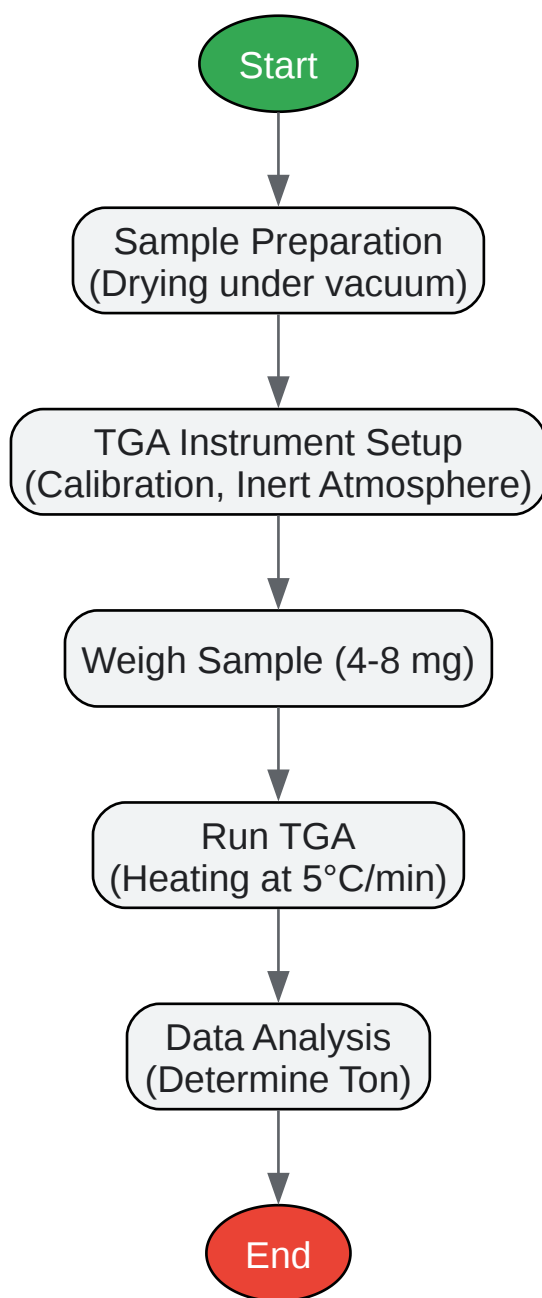 Start
Sample Preparation
(Drying under vacuum)
TGA Instrument Setup
(Calibration, Inert Atmosphere)
Weigh Sample (4-8 mg)
Run TGA
(Heating at 5°C/min)
Data Analysis
(Determine Ton)
End